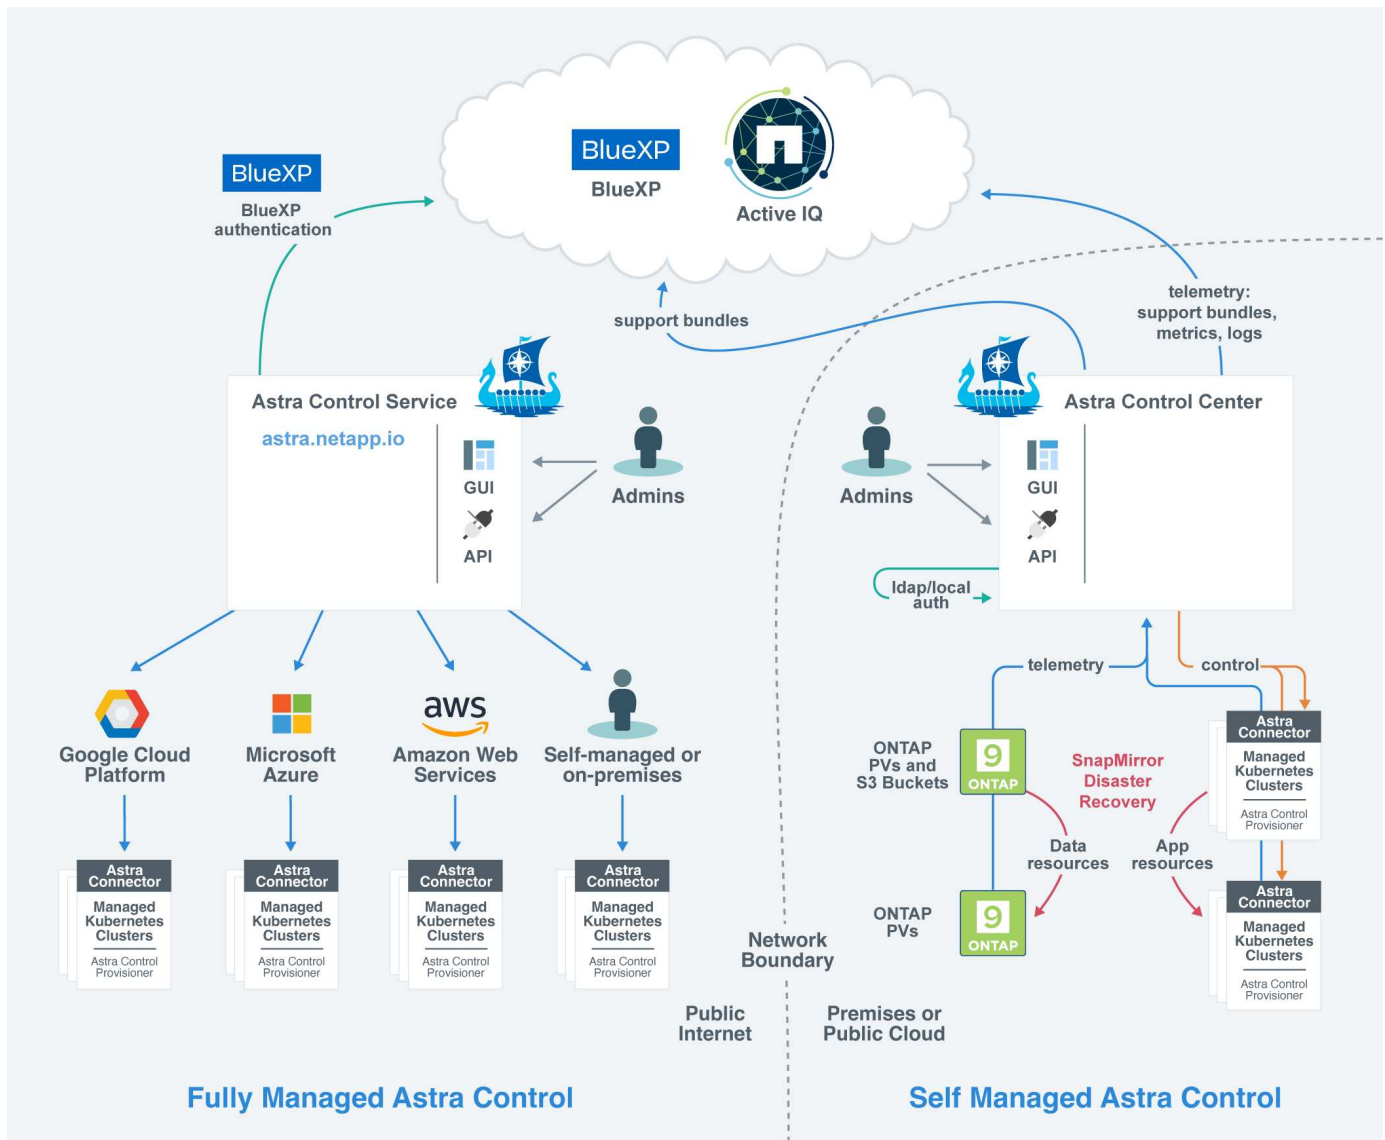 BlueXP
BlueXP
Active IQ
BlueXP
BlueXP
authentication
support bundles
telemetry:
support bundles,
metrics, logs
Astra Control Service
astra.netapp.io
GUI
API
Admins
Admins
Astra Control Center
GUI
API
ldap/local
auth
Google Cloud
Platform
Microsoft
Azure
aws
Amazon Web
Services
Self-managed or
on-premises
Astra
Connector
Managed
Kubernetes
Clusters
Astra Control
Provisioner
Astra
Connector
Managed
Kubernetes
Clusters
Astra Control
Provisioner
Astra
Connector
Managed
Kubernetes
Clusters
Astra Control
Provisioner
Astra
Connector
Managed
Kubernetes
Clusters
Astra Control
Provisioner
telemetry
control
ONTAP
PVs and
S3 Buckets
9
ONTAP
SnapMirror
Disaster
Recovery
Astra
Connector
Managed
Kubernetes
Clusters
Astra Control
Provisioner
Data
resources
App
resources
ONTAP
PVs
9
ONTAP
Astra
Connector
Managed
Kubernetes
Clusters
Astra Control
Provisioner
Network
Boundary
Public
Internet
Premises or
Public Cloud
Fully Managed Astra Control
Self Managed Astra Control